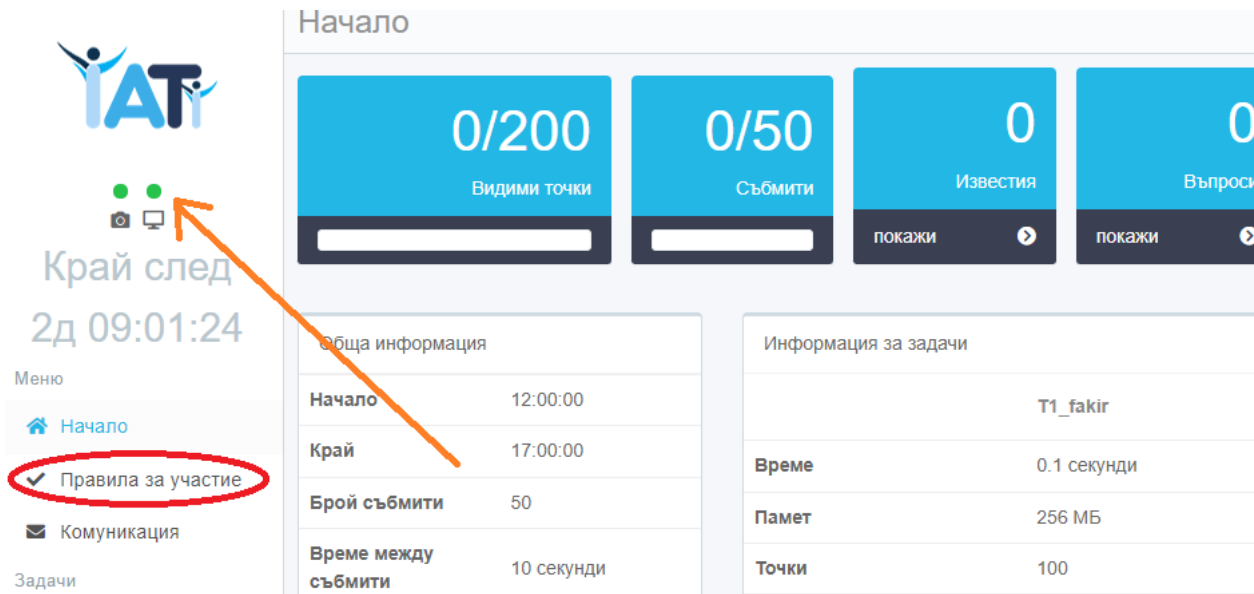 Начало
IATI
0/200
Видими точки
0/50
Събмити
0
Известия
покажи
0
Въпроси
покажи
Край след
2д 09:01:24
Меню
Начало
Правила за участие
Комуникация
Задачи
Обща информация
Начало 12:00:00
Край 17:00:00
Брой събмити 50
Време между
събмити 10 секунди
Информация за задачи
T1_fakir
Време 0.1 секунди
Памет 256 МБ
Точки 100